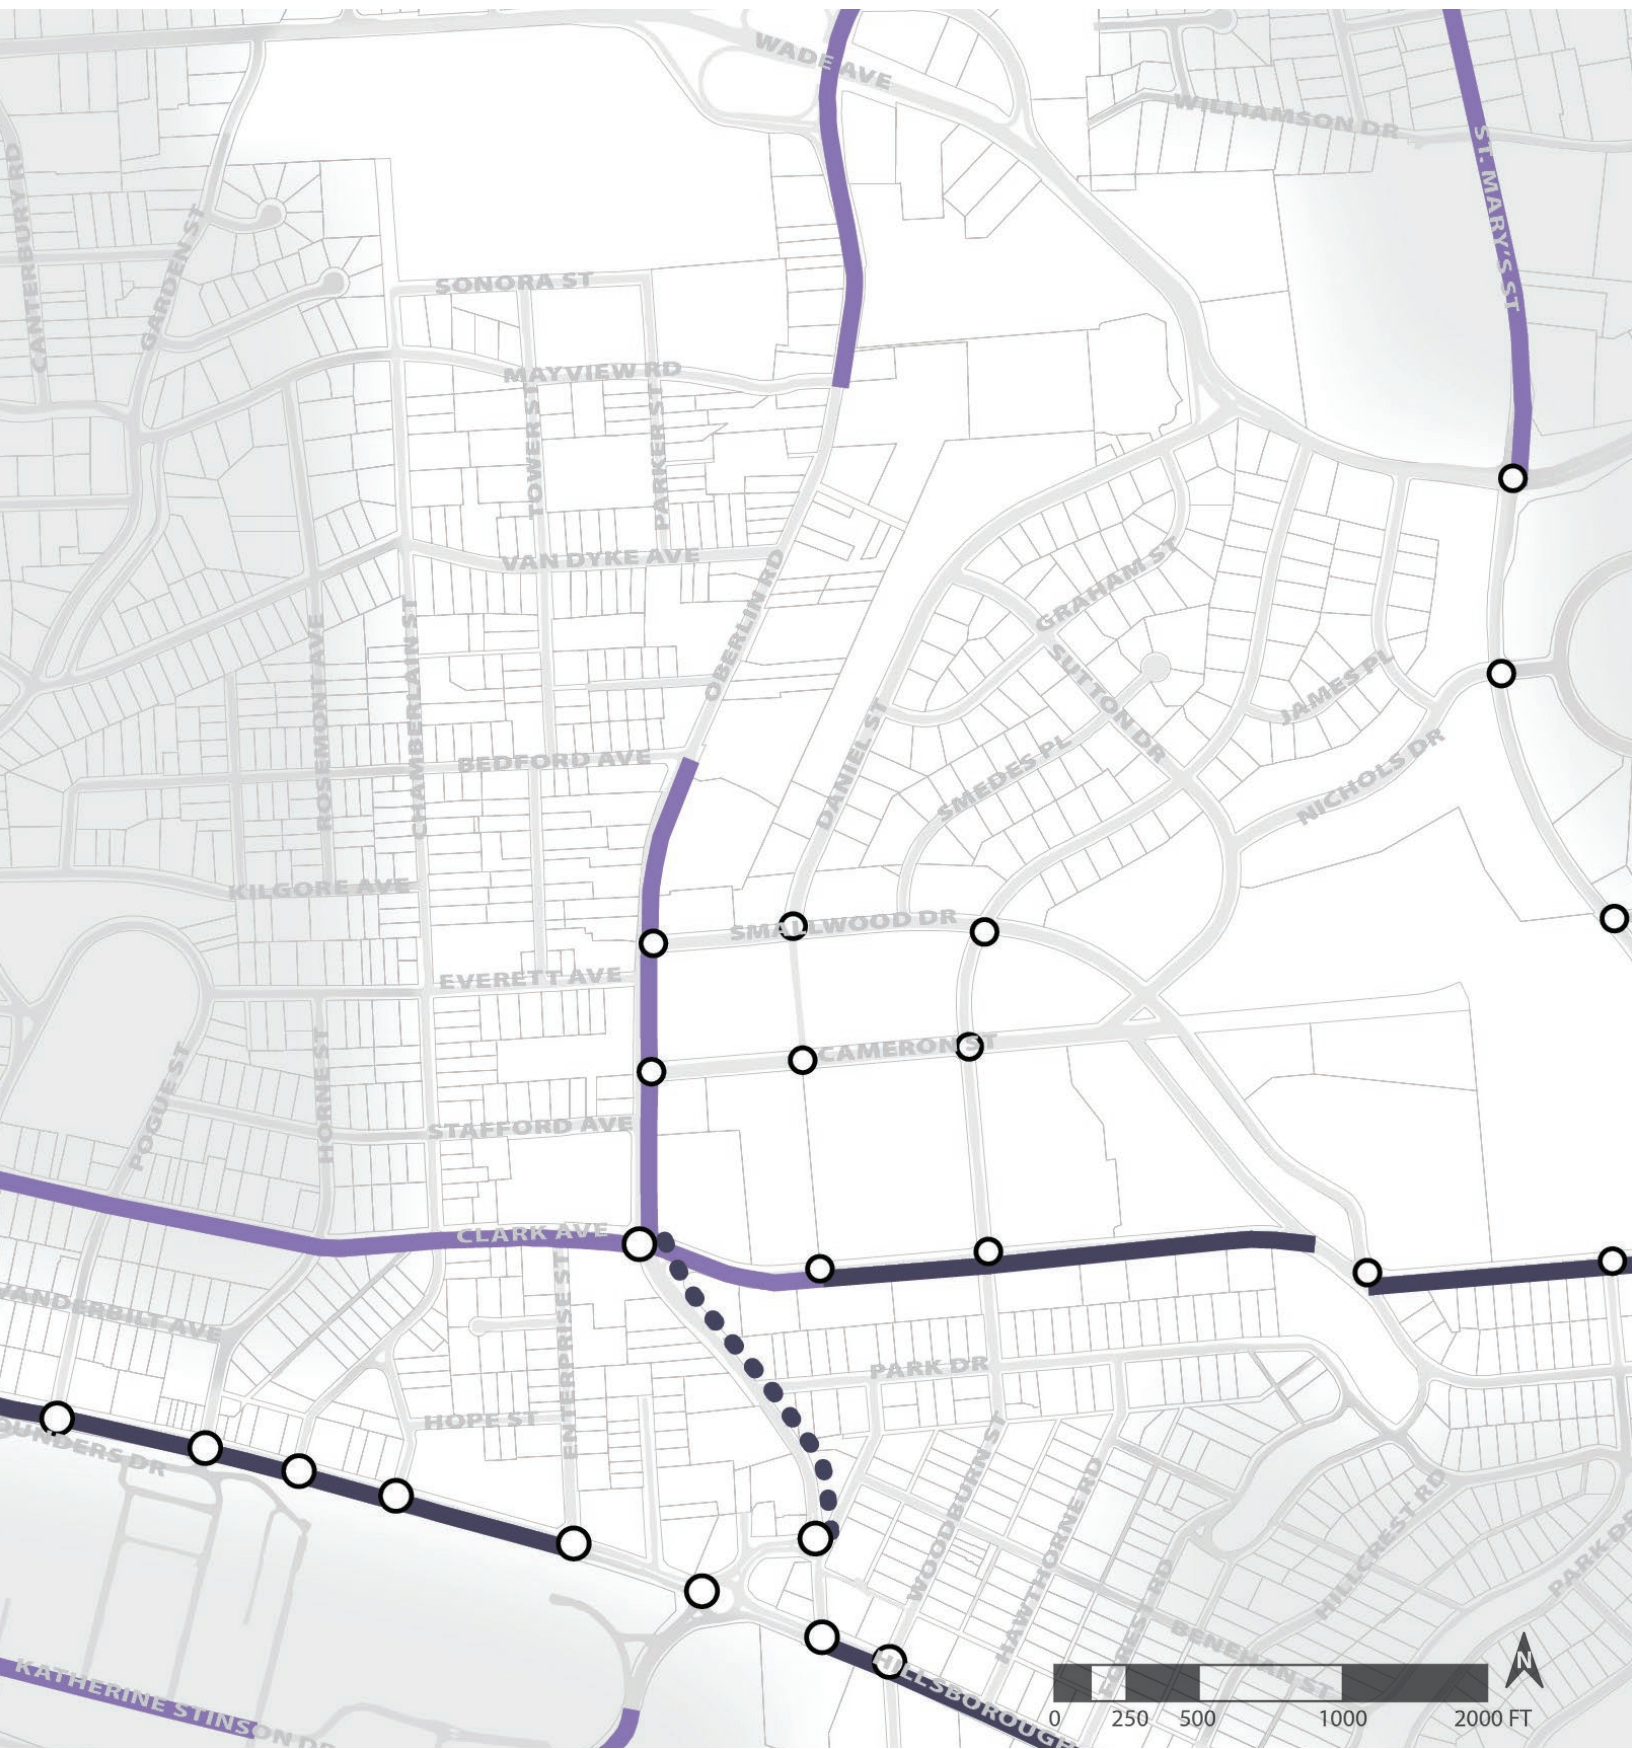 WADE AVE
WILLIAMSON DR
ST. MARY'S ST
CANTERBURY RD
GARDEN ST
SONORA ST
MAYVIEW RD
TOWER ST
PARKER ST
VAN DYKE AVE
OBERLIN RD
GRAHAM ST
SUTTON DR
JAMES PL
ROSEMONT AVE
CHAMBERLAIN ST
DANIEL ST
SMEDES PL
NICHOLS DR
BEDFORD AVE
KILGORE AVE
SMALLWOOD DR
EVERETT AVE
CAMERON ST
POGUE ST
HORNE ST
STAFFORD AVE
CLARK AVE
VANDERBILT AVE
ENTERPRISE ST
PARK DR
HOPE ST
OUNDERS DR
WOODBURN ST
HAWTHORNE RD
FOREST RD
HILLCREST RD
PARK DR
BENEHAN ST
HILLSBOROUGH
KATHERINE STINSON DR
N
0 250 500 1000 2000 FT